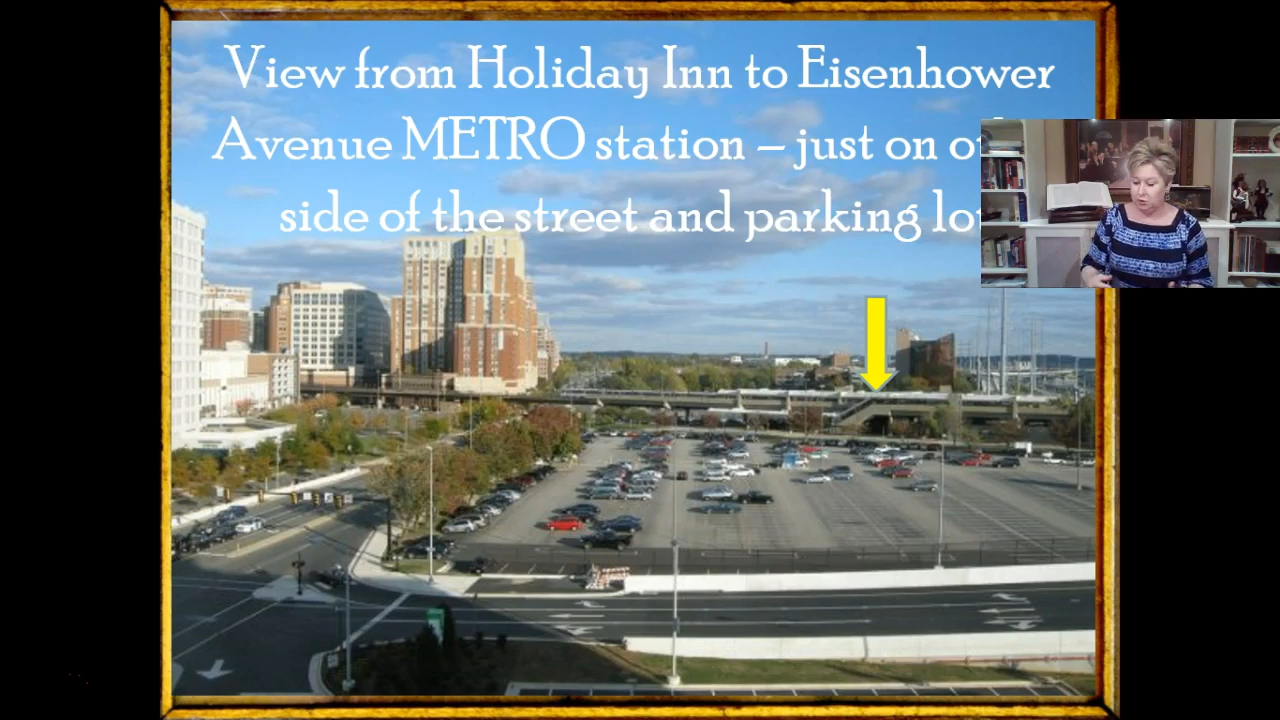 View from Holiday Inn to Eisenhower
Avenue METRO station – just on
side of the street and parking